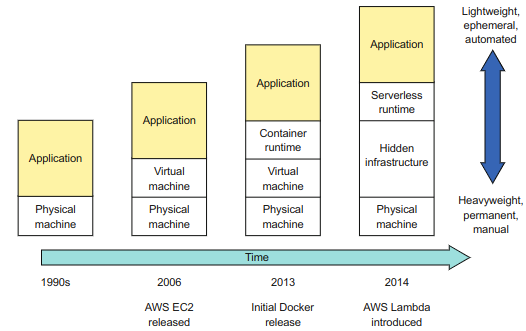 Lightweight,
ephemeral,
automated
Application
Serverless
runtime
Application
Container
runtime
Hidden
infrastructure
Application
Virtual
machine
Virtual
machine
Application
Physical
machine
Physical
machine
Physical
machine
Physical
machine
Heavyweight,
permanent,
manual
Time
1990s
2006
2013
2014
AWS EC2
released
Initial Docker
release
AWS Lambda
introduced